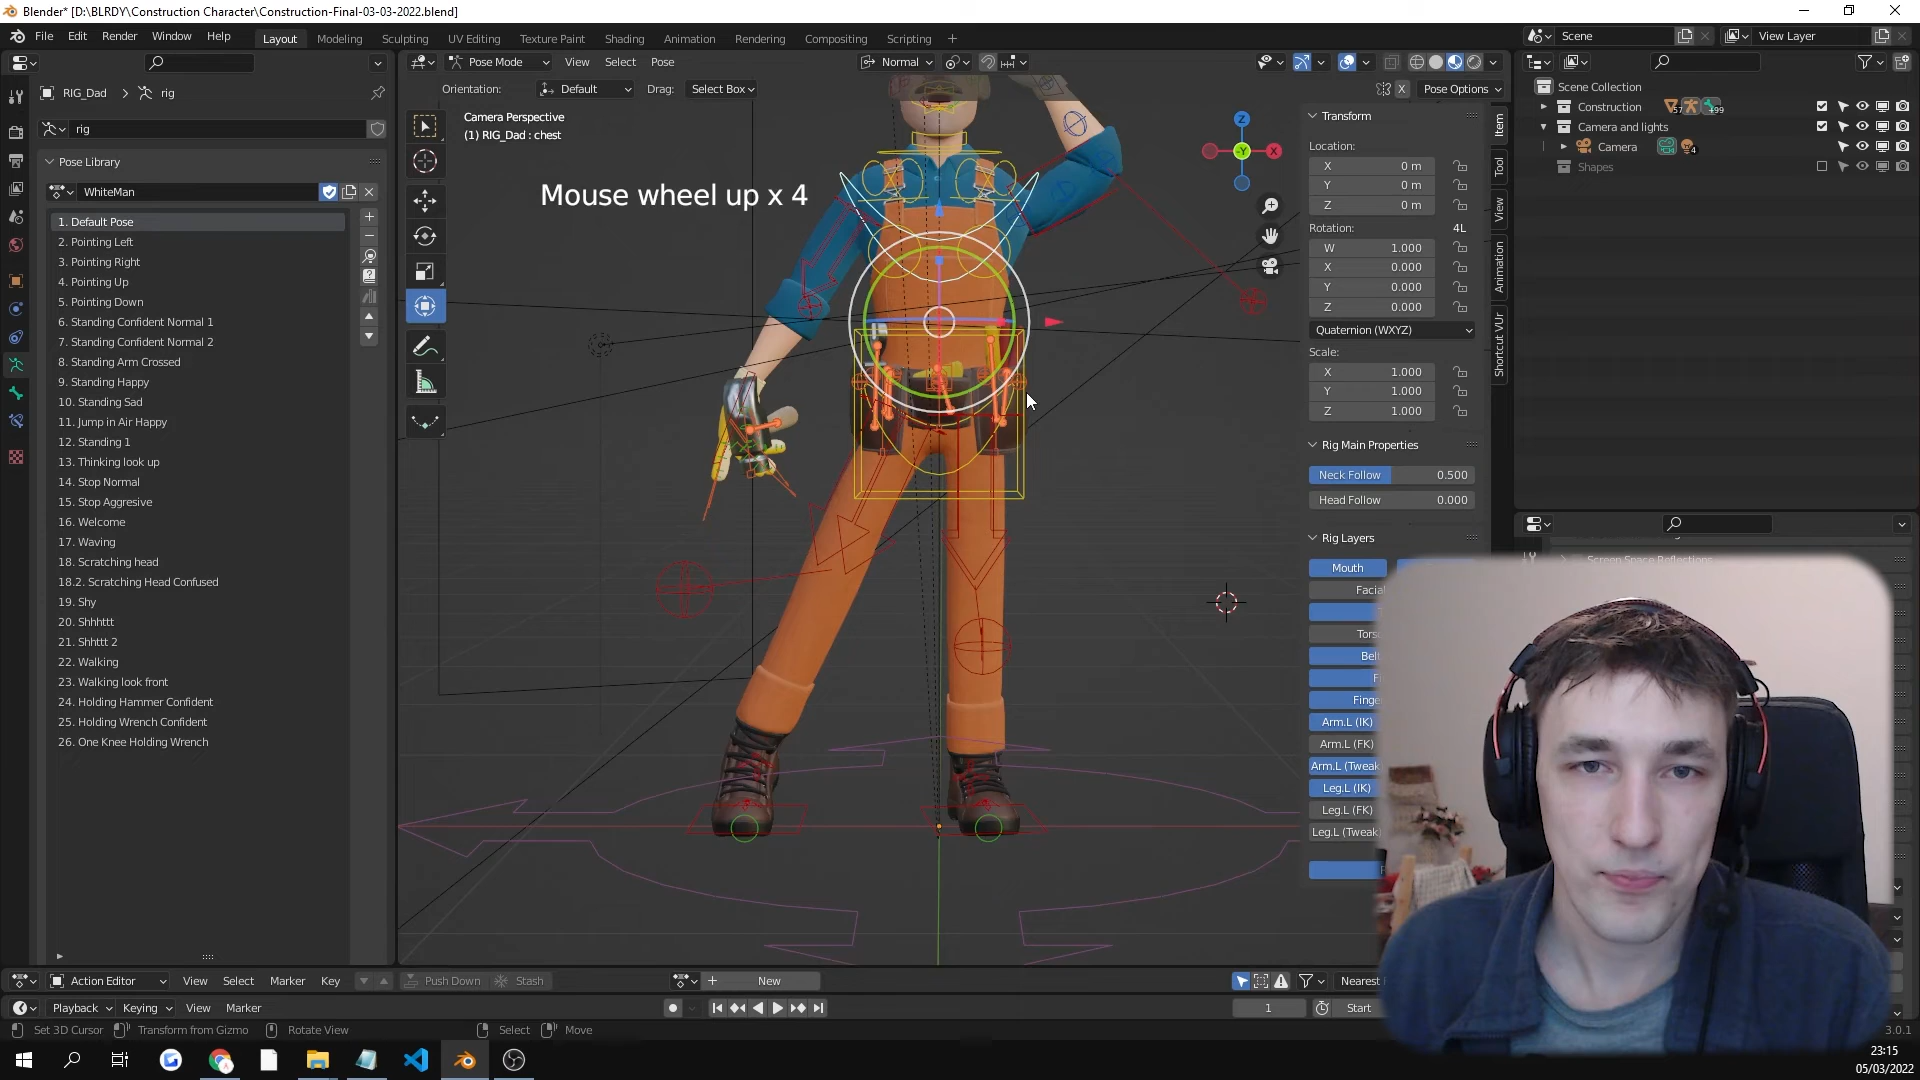 Blender* [D:\BLRDY\Construction Character\Construction-Final-03-03-2022.blend]
File Edit Render Window Help
Layout Modeling Sculpting UV Editing Texture Paint Shading Animation Rendering Compositing Scripting
Scene
View Layer
Pose Mode View Select Pose
Normal
RIG_Dad rig
Orientation: Default Drag: Select Box
Pose Options
rig
Pose Library
WhiteMan
1. Default Pose
2. Pointing Left
3. Pointing Right
4. Pointing Up
5. Pointing Down
6. Standing Confident Normal 1
7. Standing Confident Normal 2
8. Standing Arm Crossed
9. Standing Happy
10. Standing Sad
11. Jump in Air Happy
12. Standing 1
13. Thinking look up
14. Stop Normal
15. Stop Aggresive
16. Welcome
17. Waving
18. Scratching head
18.2. Scratching Head Confused
19. Shy
20. Shhhttt
21. Shhttt 2
22. Walking
23. Walking look front
24. Holding Hammer Confident
25. Holding Wrench Confident
26. One Knee Holding Wrench
Camera Perspective
(1) RIG_Dad : chest
Mouse wheel up x 4
Z
-Y
X
Transform
Location:
X 0 m
Y 0 m
Z 0 m
Rotation: 4L
W 1.000
X 0.000
Y 0.000
Z 0.000
Quaternion (WXYZ)
Scale:
X 1.000
Y 1.000
Z 1.000
Rig Main Properties
Neck Follow 0.500
Head Follow 0.000
Rig Layers
Mouth
Facial
Tors
Belt
F
Finge
Arm.L (IK)
Arm.L (FK)
Arm.L (Tweak
Leg.L (IK)
Leg.L (FK)
Leg.L (Tweak)
Item
Tool
View
Animation
Shortcut VUr
Scene Collection
Construction 57 +99
Camera and lights
Camera 4
Shapes
Screen Space Reflections
Action Editor View Select Marker Key Push Down Stash New Nearest
Playback Keying View Marker 1 Start
Set 3D Cursor Transform from Gizmo Rotate View Select Move
3.0.1
23:15
05/03/2022